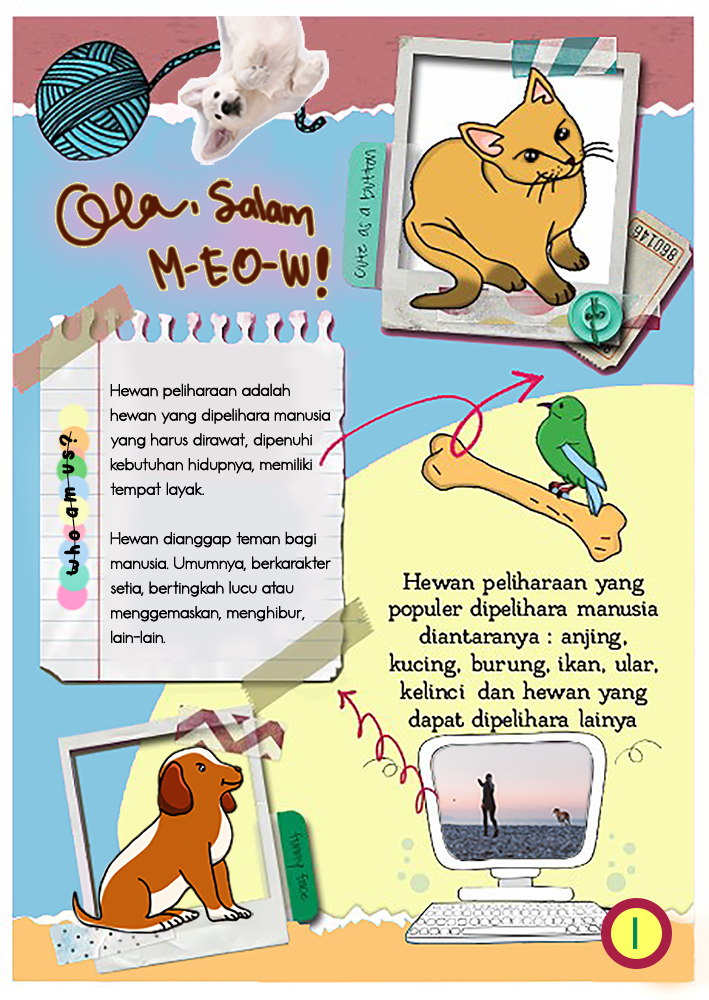 Ola, Salam
M-EO-W!
cute as a button
098146
Hewan peliharaan adalah
hewan yang dipelihara manusia
yang harus dirawat, dipenuhi
kebutuhan hidupnya, memiliki
tempat layak.
who am us?
Hewan dianggap teman bagi
manusia. Umumnya, berkarakter
setia, bertingkah lucu atau
menggemaskan, menghibur,
lain-lain.
Hewan peliharaan yang
populer dipelihara manusia
diantaranya : anjing,
kucing, burung, ikan, ular,
kelinci dan hewan yang
dapat dipelihara lainya
funny face
1